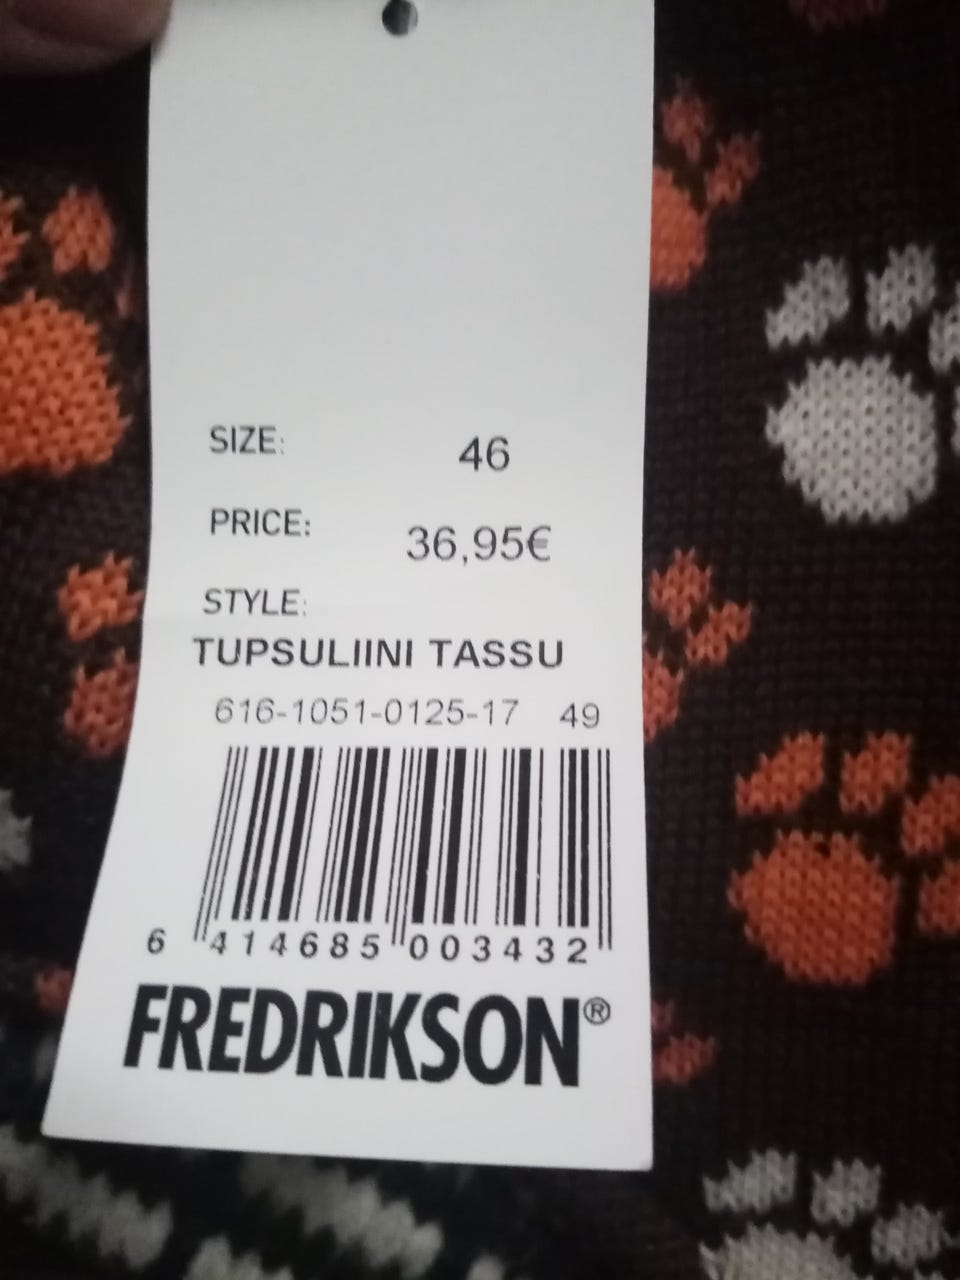 SIZE: 46
PRICE: 36,95€
STYLE:
TUPSULIINI TASSU
616-1051-0125-17 49
6 414685 003432
FREDRIKSON®